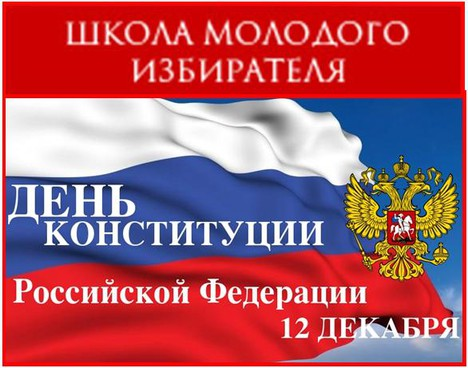 ШКОЛА МОЛОДОГО
ИЗБИРАТЕЛЯ
ДЕНЬ
КОНСТИТУЦИИ
Российской Федерации
12 ДЕКАБРЯ